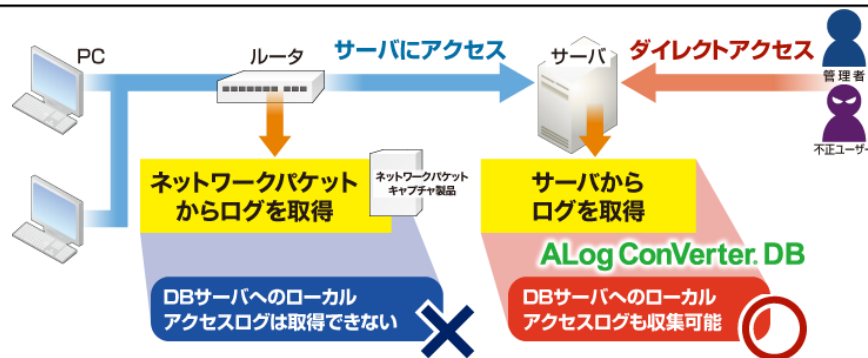 PC
ルータ
サーバにアクセス
サーバ
ダイレクトアクセス
管理者
不正ユーザー
ネットワークパケット
からログを取得
ネットワークパケット
キャプチャ製品
サーバから
ログを取得
ALog ConVerter. DB
DBサーバへのローカル
アクセスログは取得できない
DBサーバへのローカル
アクセスログも収集可能